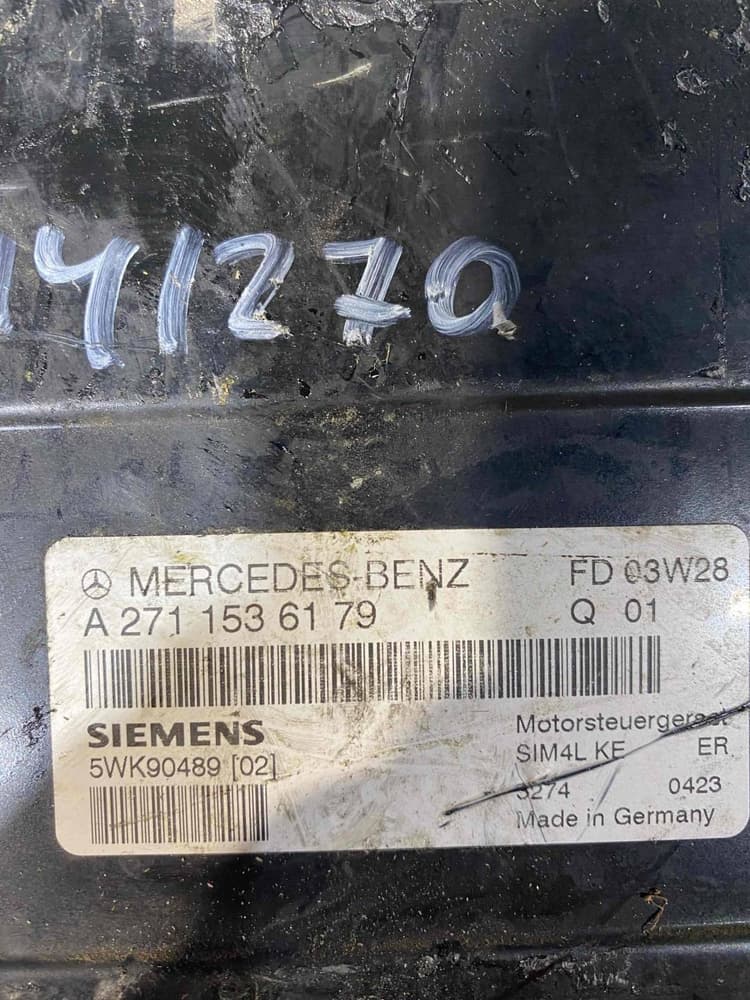 141270
MERCEDES-BENZ FD 03W28
A 271 153 61 79 Q 01
SIEMENS Motorsteuergeraet
5WK90489 [02] SIM4L KE ER
3274 0423
Made in Germany